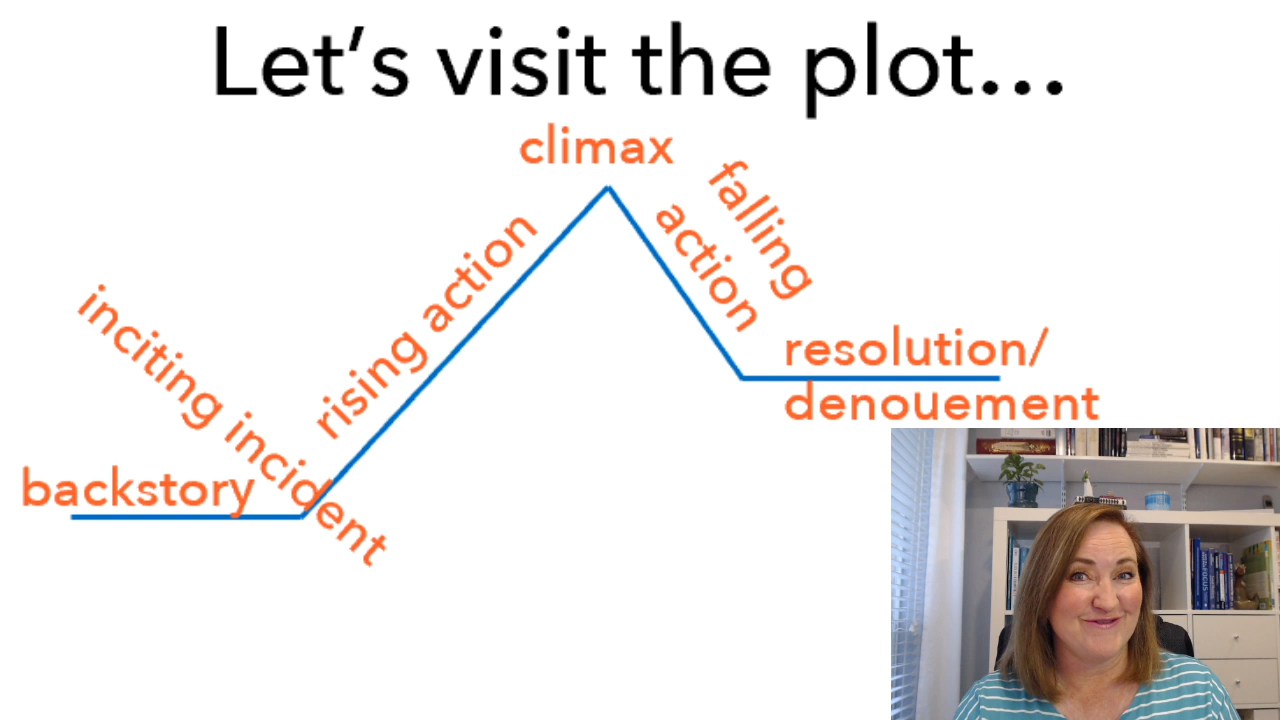 Let's visit the plot...
climax
falling
action
rising action
inciting incident
backstory
resolution/
denouement